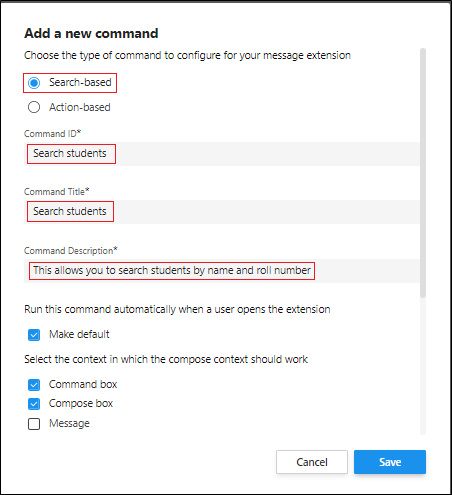 Add a new command
Choose the type of command to configure for your message extension
Search-based
Action-based
Command ID*
Search students
Command Title*
Search students
Command Description*
This allows you to search students by name and roll number
Run this command automatically when a user opens the extension
Make default
Select the context in which the compose context should work
Command box
Compose box
Message
Cancel
Save